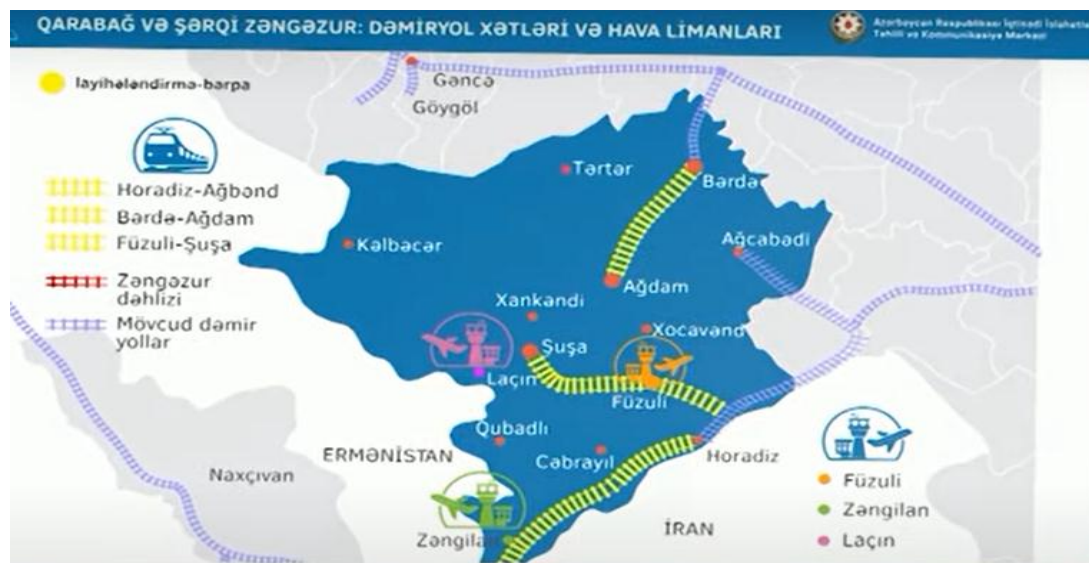 QARABAĞ VƏ ŞƏRQİ ZƏNGƏZUR: DƏMİRYOL XƏTLƏRİ VƏ HAVA LİMANLARI
Azərbaycan Respublikası İqtisadi İslahatların
Təhlili və Kommunikasiya Mərkəzi
layihələndirmə-bərpa
Gəncə
Göygöl
Horadiz-Ağbənd
Bərdə-Ağdam
Füzuli-Şuşa
Zəngəzur
dəhlizi
Mövcud dəmir
yollar
Tərtər
Bərdə
Kəlbəcər
Ağcabədi
Ağdam
Xankəndi
Xocavənd
Şuşa
Laçın
Füzuli
Qubadlı
ERMƏNİSTAN
Cəbrayıl
Horadiz
Naxçıvan
Zəngilan
İRAN
Füzuli
Zəngilan
Laçın